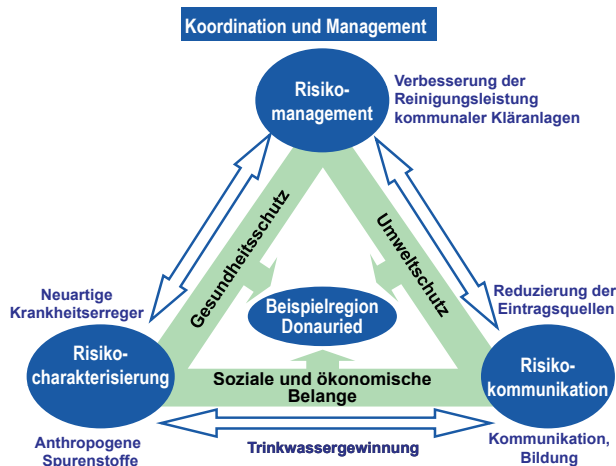 Koordination und Management
Risiko-
management
Verbesserung der
Reinigungsleistung
kommunaler Kläranlagen
Gesundheitsschutz
Umweltschutz
Neuartige
Krankheitserreger
Beispielregion
Donauried
Reduzierung der
Eintragsquellen
Risiko-
charakterisierung
Soziale und ökonomische
Belange
Risiko-
kommunikation
Anthropogene
Spurenstoffe
Trinkwassergewinnung
Kommunikation,
Bildung